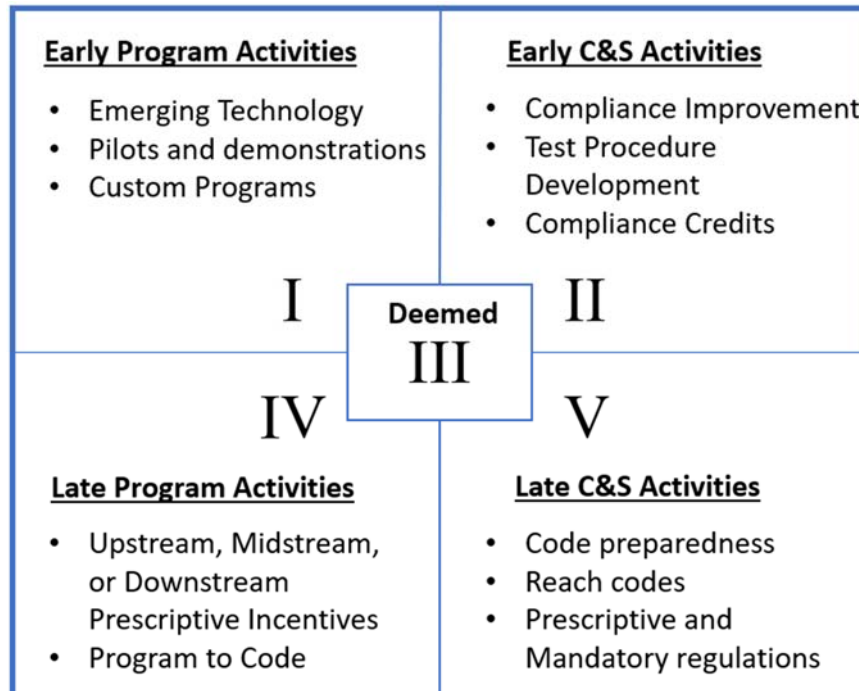 Early Program Activities
• Emerging Technology
• Pilots and demonstrations
• Custom Programs
I
Early C&S Activities
• Compliance Improvement
• Test Procedure
Development
• Compliance Credits
II
Deemed
III
IV
Late Program Activities
• Upstream, Midstream,
or Downstream
Prescriptive Incentives
• Program to Code
V
Late C&S Activities
• Code preparedness
• Reach codes
• Prescriptive and
Mandatory regulations